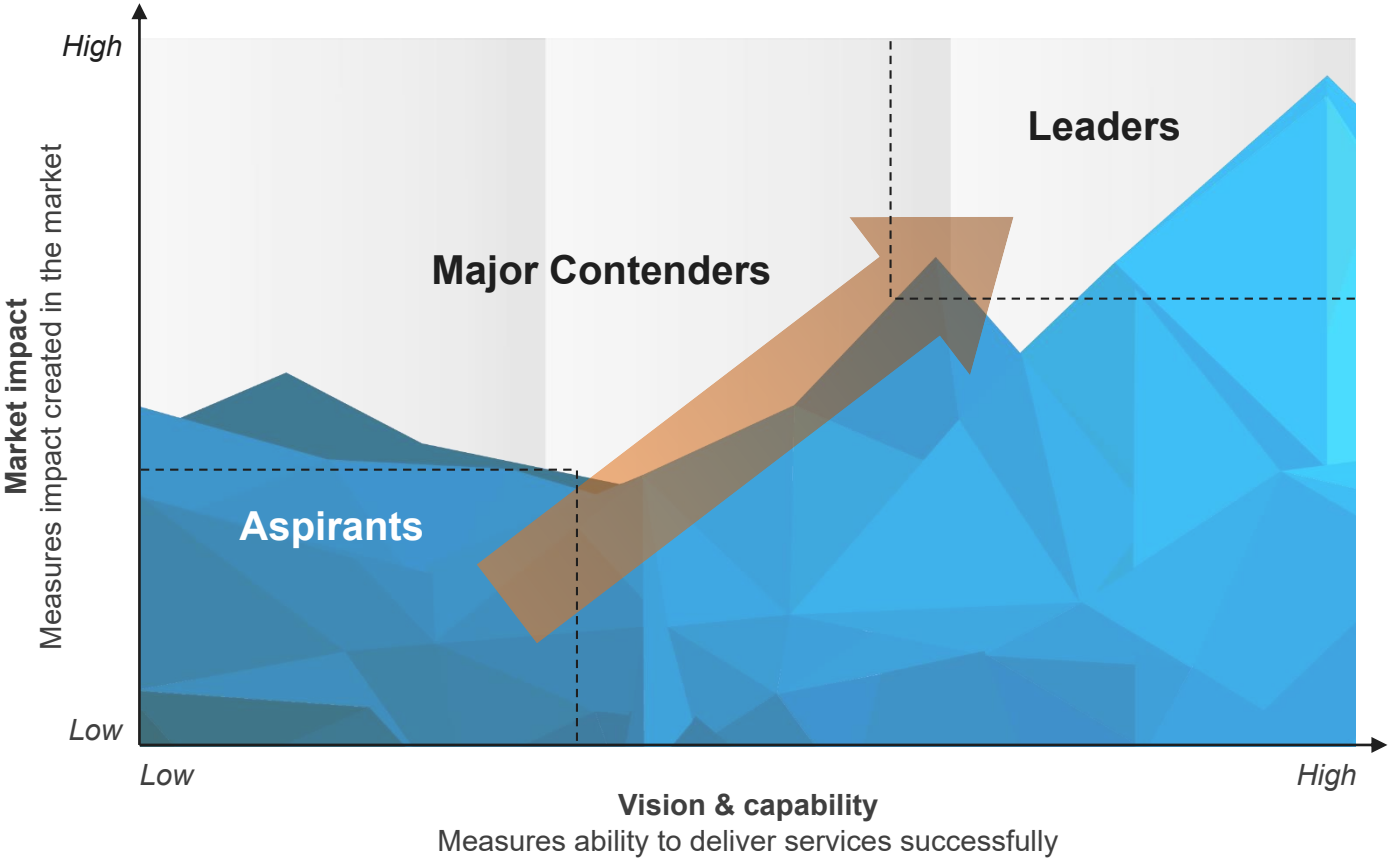 High
Leaders
Major Contenders
Market impact
Measures impact created in the market
Aspirants
Low
Low
High
Vision & capability
Measures ability to deliver services successfully